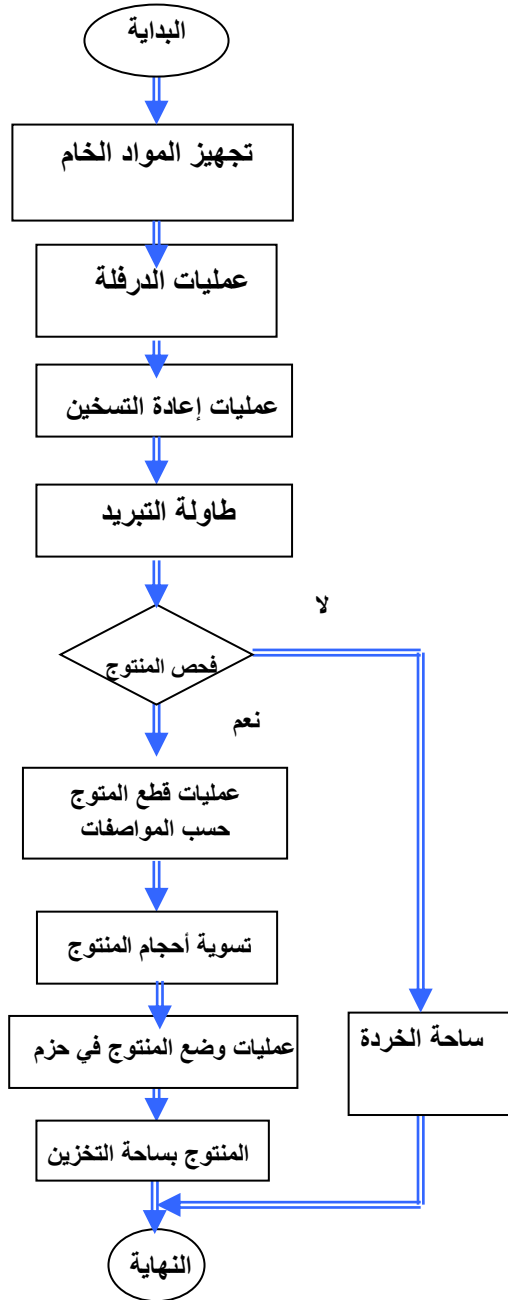 البداية
تجهيز المواد الخام
عمليات الدرفلة
عمليات إعادة التسخين
طاولة التبريد
لا
فحص المنتوج
نعم
عمليات قطع المتوج
حسب المواصفات
تسوية أحجام المنتوج
عمليات وضع المنتوج في حزم
ساحة الخردة
المنتوج بساحة التخزين
النهاية